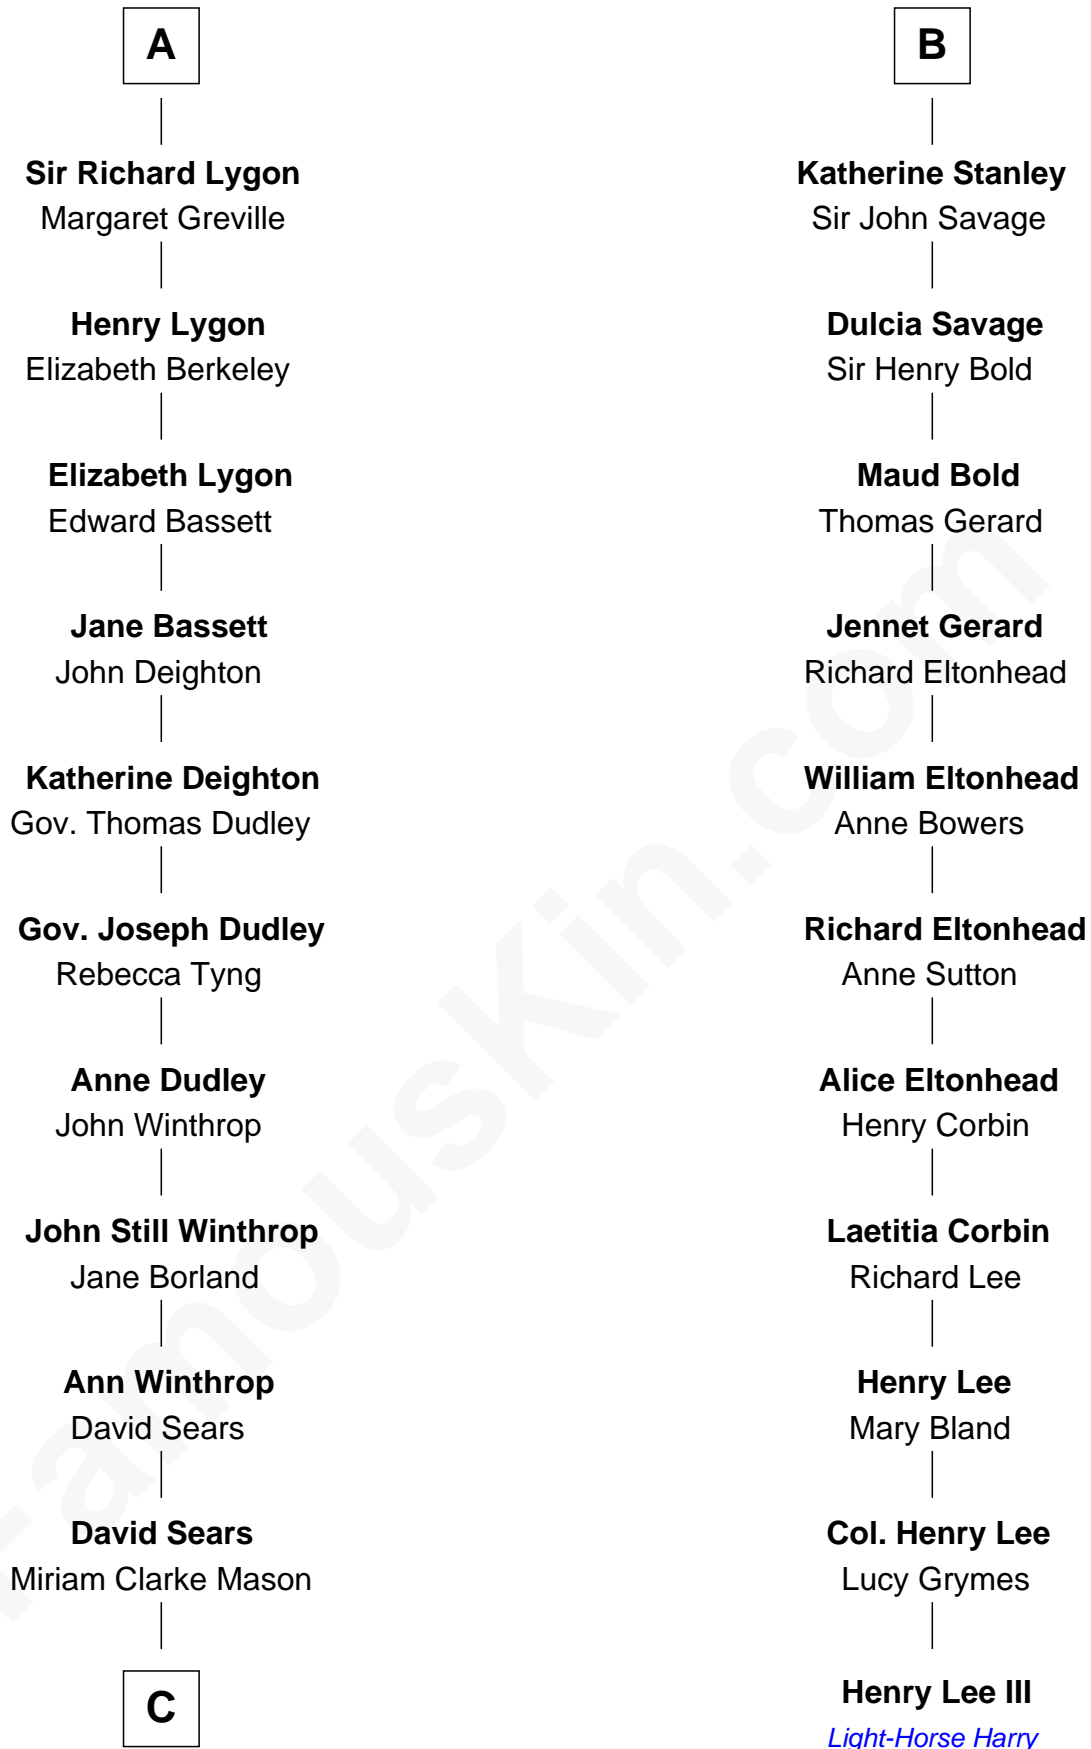 A
Sir Richard Lygon
Margaret Greville
Henry Lygon
Elizabeth Berkeley
Elizabeth Lygon
Edward Bassett
Jane Bassett
John Deighton
Katherine Deighton
Gov. Thomas Dudley
Gov. Joseph Dudley
Rebecca Tyng
Anne Dudley
John Winthrop
John Still Winthrop
Jane Borland
Ann Winthrop
David Sears
David Sears
Miriam Clarke Mason
C
B
Katherine Stanley
Sir John Savage
Dulcia Savage
Sir Henry Bold
Maud Bold
Thomas Gerard
Jennet Gerard
Richard Eltonhead
William Eltonhead
Anne Bowers
Richard Eltonhead
Anne Sutton
Alice Eltonhead
Henry Corbin
Laetitia Corbin
Richard Lee
Henry Lee
Mary Bland
Col. Henry Lee
Lucy Grymes
Henry Lee III
Light-Horse Harry
FamousKin.com